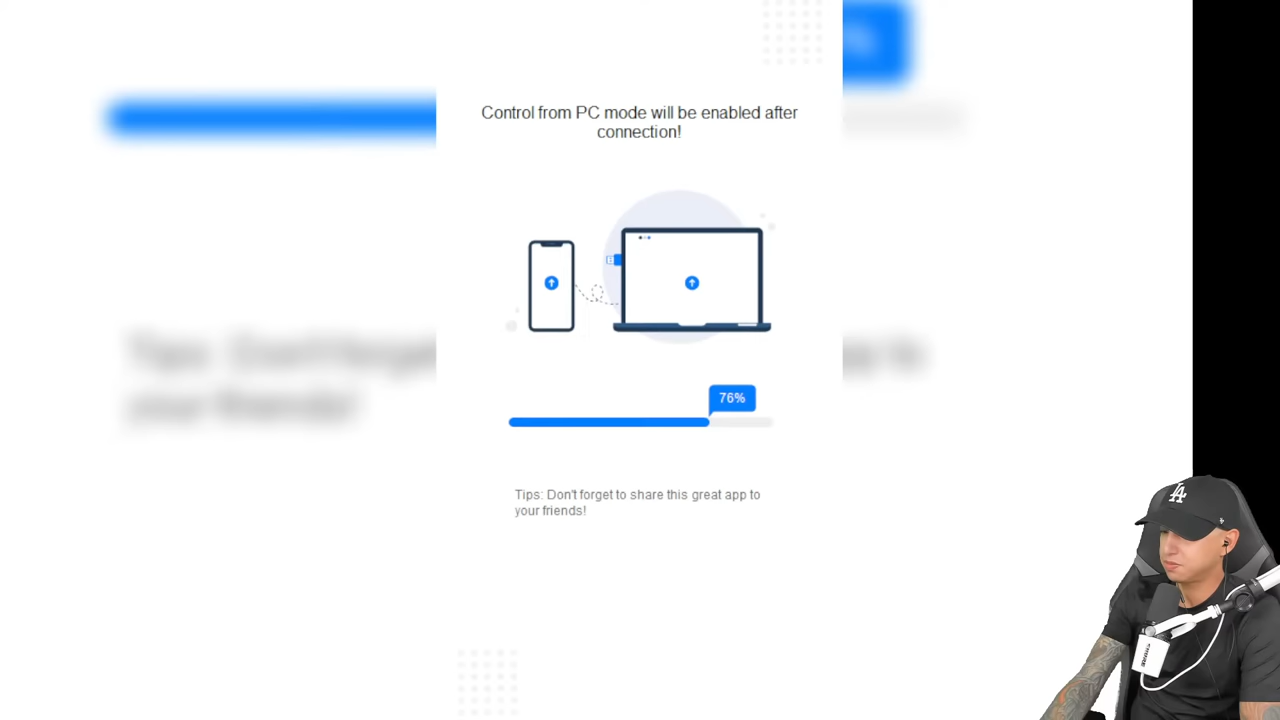 Control from PC mode will be enabled after
connection!
76%
Tips: Don't forget to share this great app to
your friends!
LA